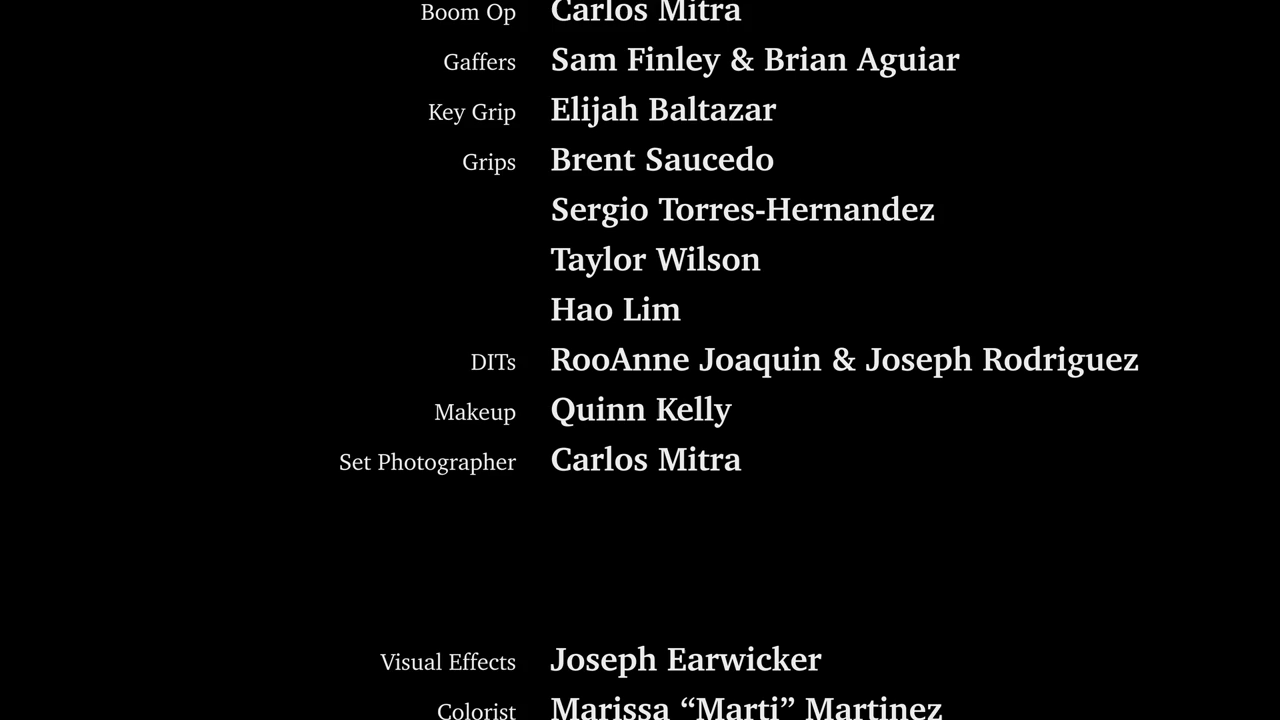 Boom Op Carlos Mitra
Gaffers Sam Finley & Brian Aguiar
Key Grip Elijah Baltazar
Grips Brent Saucedo
Sergio Torres-Hernandez
Taylor Wilson
Hao Lim
DITs RooAnne Joaquin & Joseph Rodriguez
Makeup Quinn Kelly
Set Photographer Carlos Mitra
Visual Effects Joseph Earwicker
Colorist Marissa “Marti” Martinez